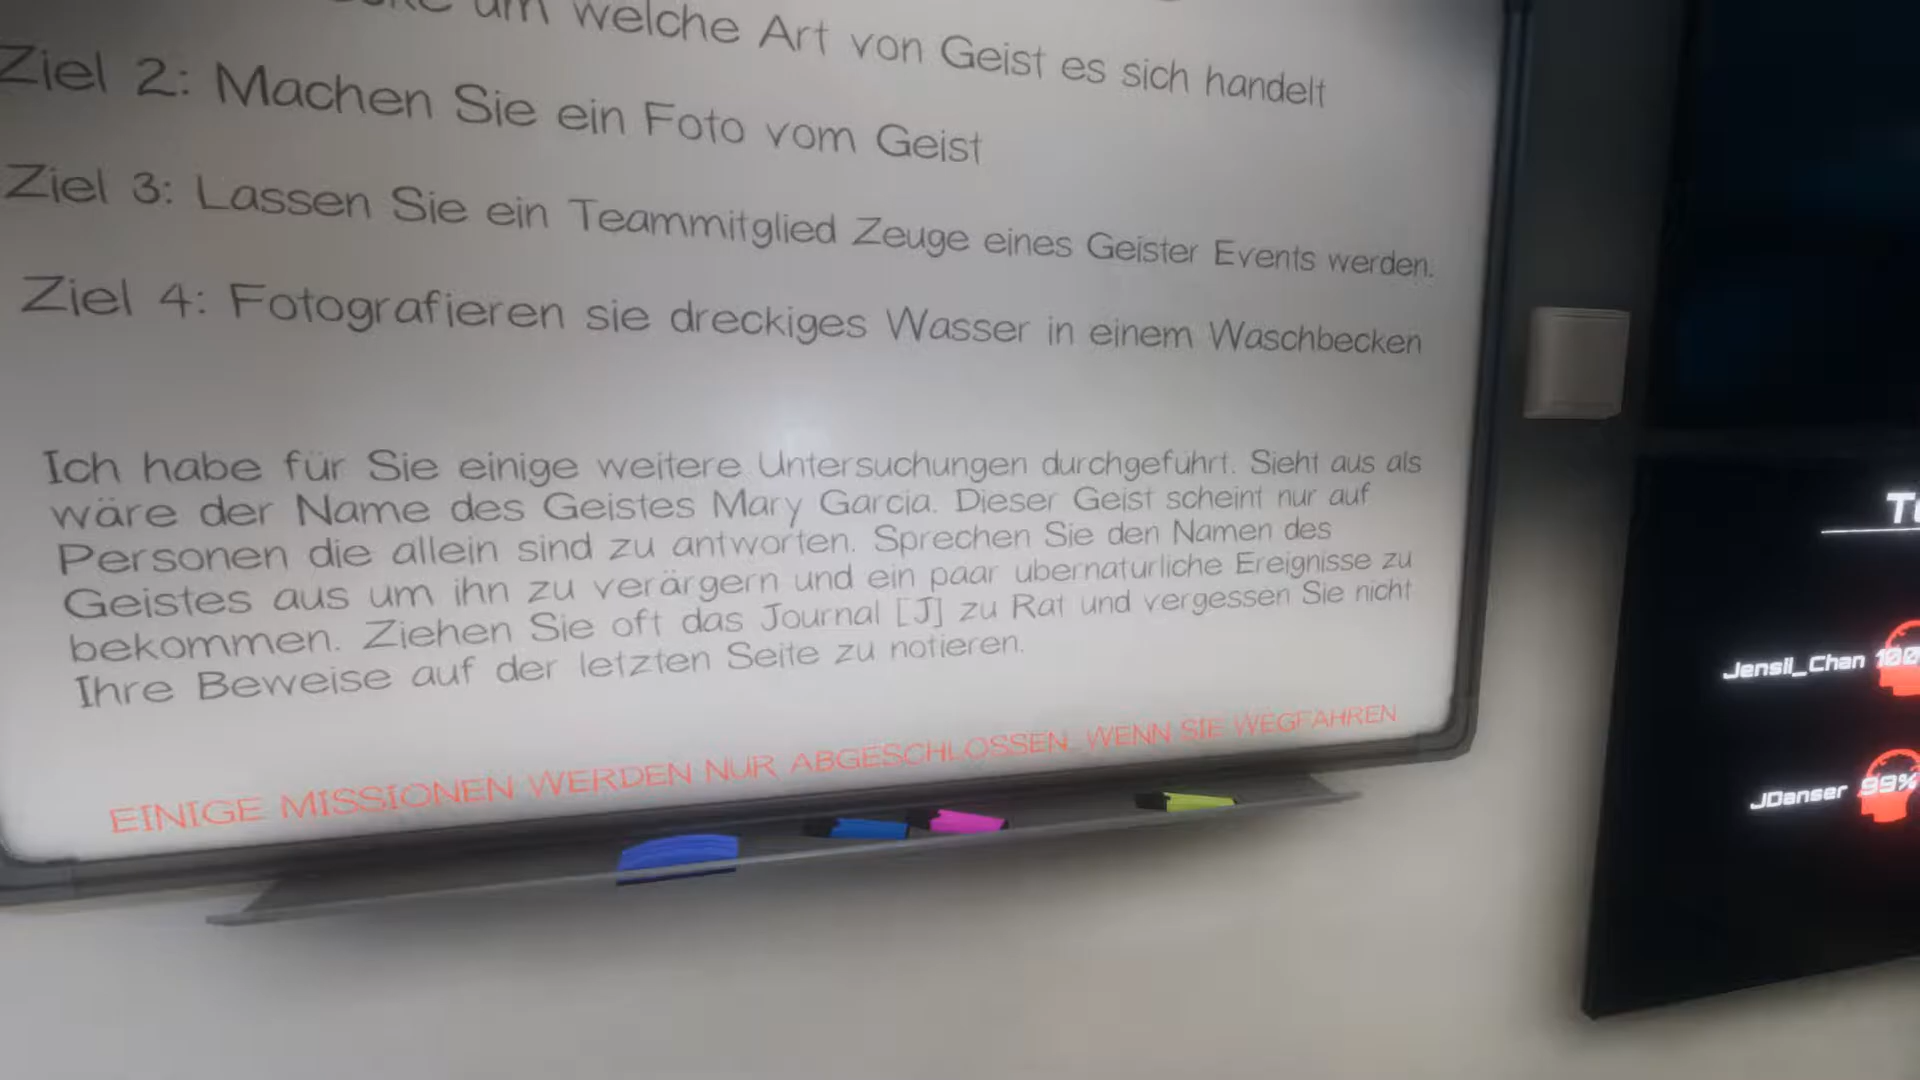 um welche Art von Geist es sich handelt
Ziel 2: Machen Sie ein Foto vom Geist
Ziel 3: Lassen Sie ein Teammitglied Zeuge eines Geister Events werden.
Ziel 4: Fotografieren sie dreckiges Wasser in einem Waschbecken
Ich habe für Sie einige weitere Untersuchungen durchgeführt. Sieht aus als
wäre der Name des Geistes Mary Garcia. Dieser Geist scheint nur auf
Personen die allein sind zu antworten. Sprechen Sie den Namen des
Geistes aus um ihn zu verärgern und ein paar ubernaturliche Ereignisse zu
bekommen. Ziehen Sie oft das Journal [J] zu Rat und vergessen Sie nicht
Ihre Beweise auf der letzten Seite zu notieren.
EINIGE MISSIONEN WERDEN NUR ABGESCHLOSSEN, WENN SIE WEGFAHREN
Jensii_Chan 100
JDanser 99%